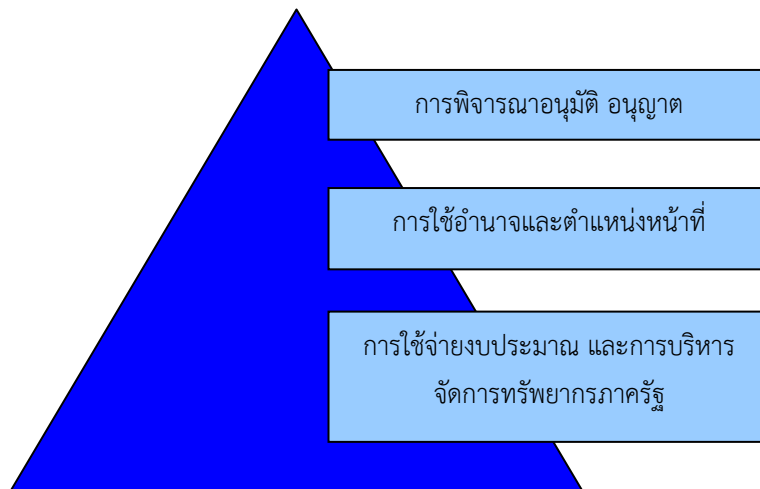 การพิจารณาอนุมัติ อนุญาต
การใช้อำนาจและตำแหน่งหน้าที่
การใช้จ่ายงบประมาณ และการบริหาร
จัดการทรัพยากรภาครัฐ